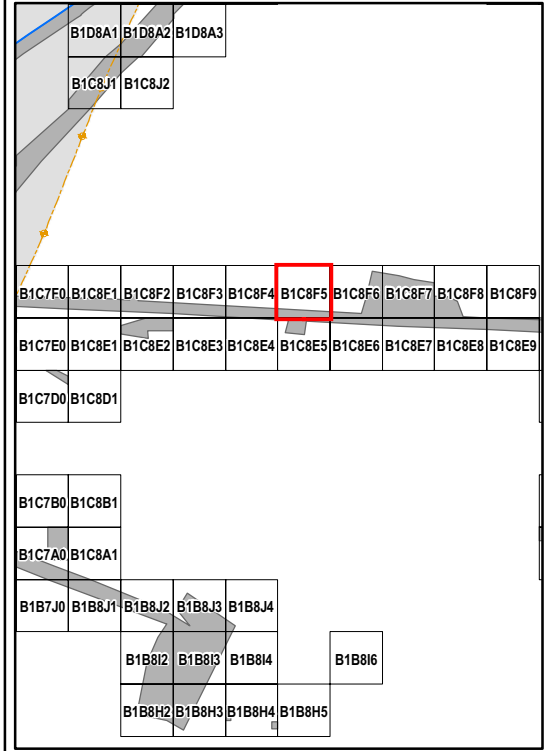 B1D8A1 B1D8A2 B1D8A3
B1C8J1 B1C8J2
B1C7F0 B1C8F1 B1C8F2 B1C8F3 B1C8F4 B1C8F5 B1C8F6 B1C8F7 B1C8F8 B1C8F9
B1C7E0 B1C8E1 B1C8E2 B1C8E3 B1C8E4 B1C8E5 B1C8E6 B1C8E7 B1C8E8 B1C8E9
B1C7D0 B1C8D1
B1C7B0 B1C8B1
B1C7A0 B1C8A1
B1B7J0 B1B8J1 B1B8J2 B1B8J3 B1B8J4
B1B8I2 B1B8I3 B1B8I4 B1B8I6
B1B8H2 B1B8H3 B1B8H4 B1B8H5